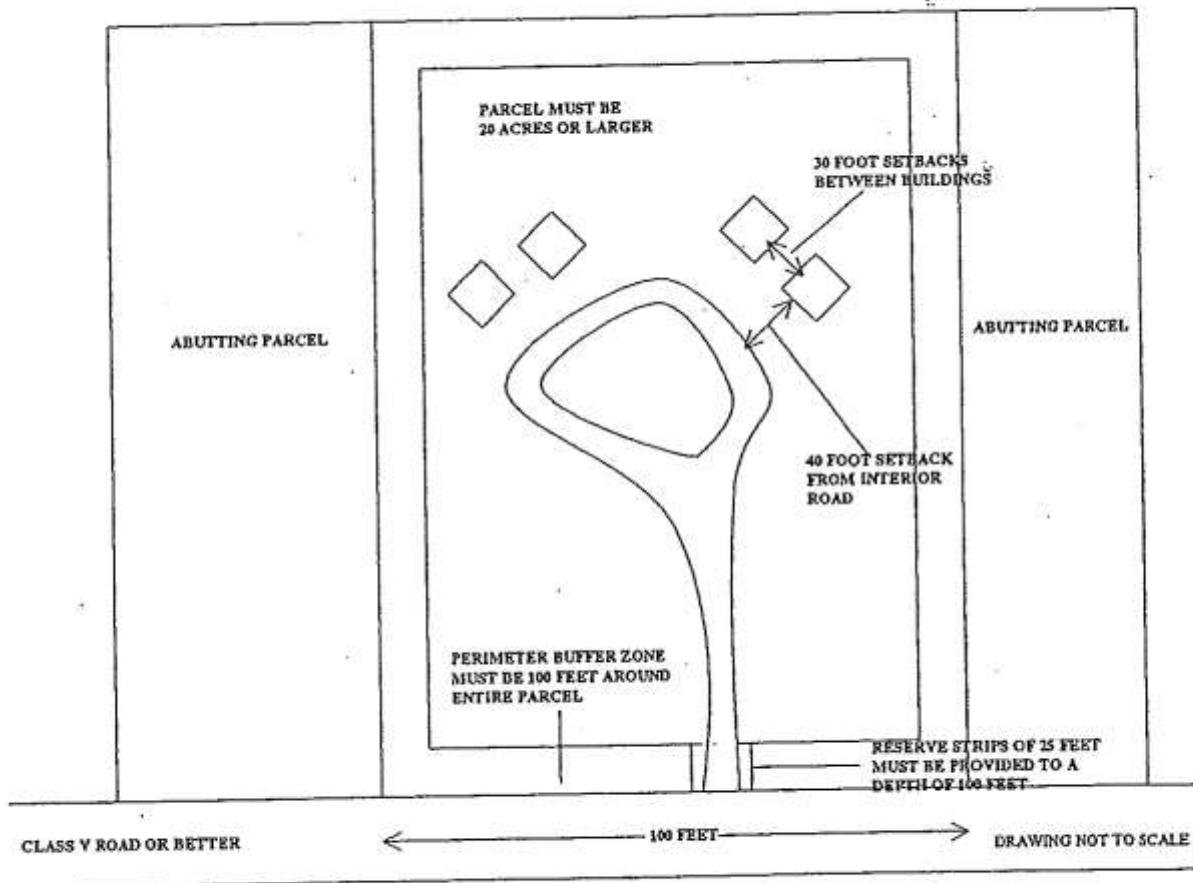 PARCEL MUST BE
20 ACRES OR LARGER
30 FOOT SETBACKS
BETWEEN BUILDINGS
ABUTTING PARCEL
ABUTTING PARCEL
40 FOOT SETBACK
FROM INTERIOR
ROAD
PERIMETER BUFFER ZONE
MUST BE 100 FEET AROUND
ENTIRE PARCEL
RESERVE STRIPS OF 25 FEET
MUST BE PROVIDED TO A
DEPTH OF 100 FEET
CLASS V ROAD OR BETTER
100 FEET
DRAWING NOT TO SCALE